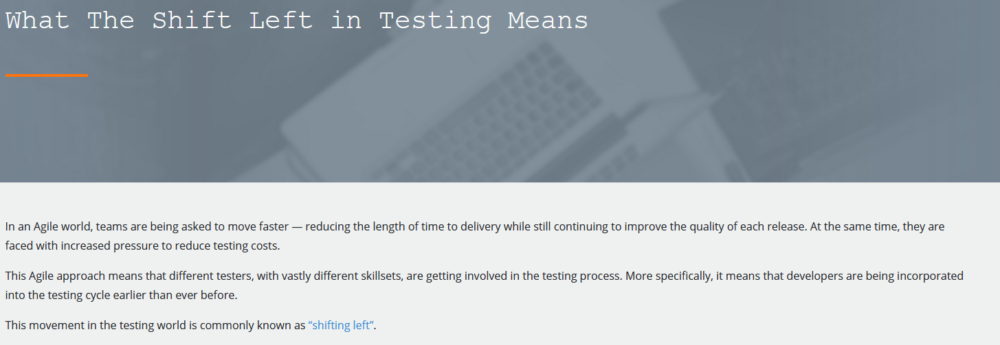 What The Shift Left in Testing Means
In an Agile world, teams are being asked to move faster — reducing the length of time to delivery while still continuing to improve the quality of each release. At the same time, they are
faced with increased pressure to reduce testing costs.
This Agile approach means that different testers, with vastly different skillsets, are getting involved in the testing process. More specifically, it means that developers are being incorporated
into the testing cycle earlier than ever before.
This movement in the testing world is commonly known as “shifting left”.